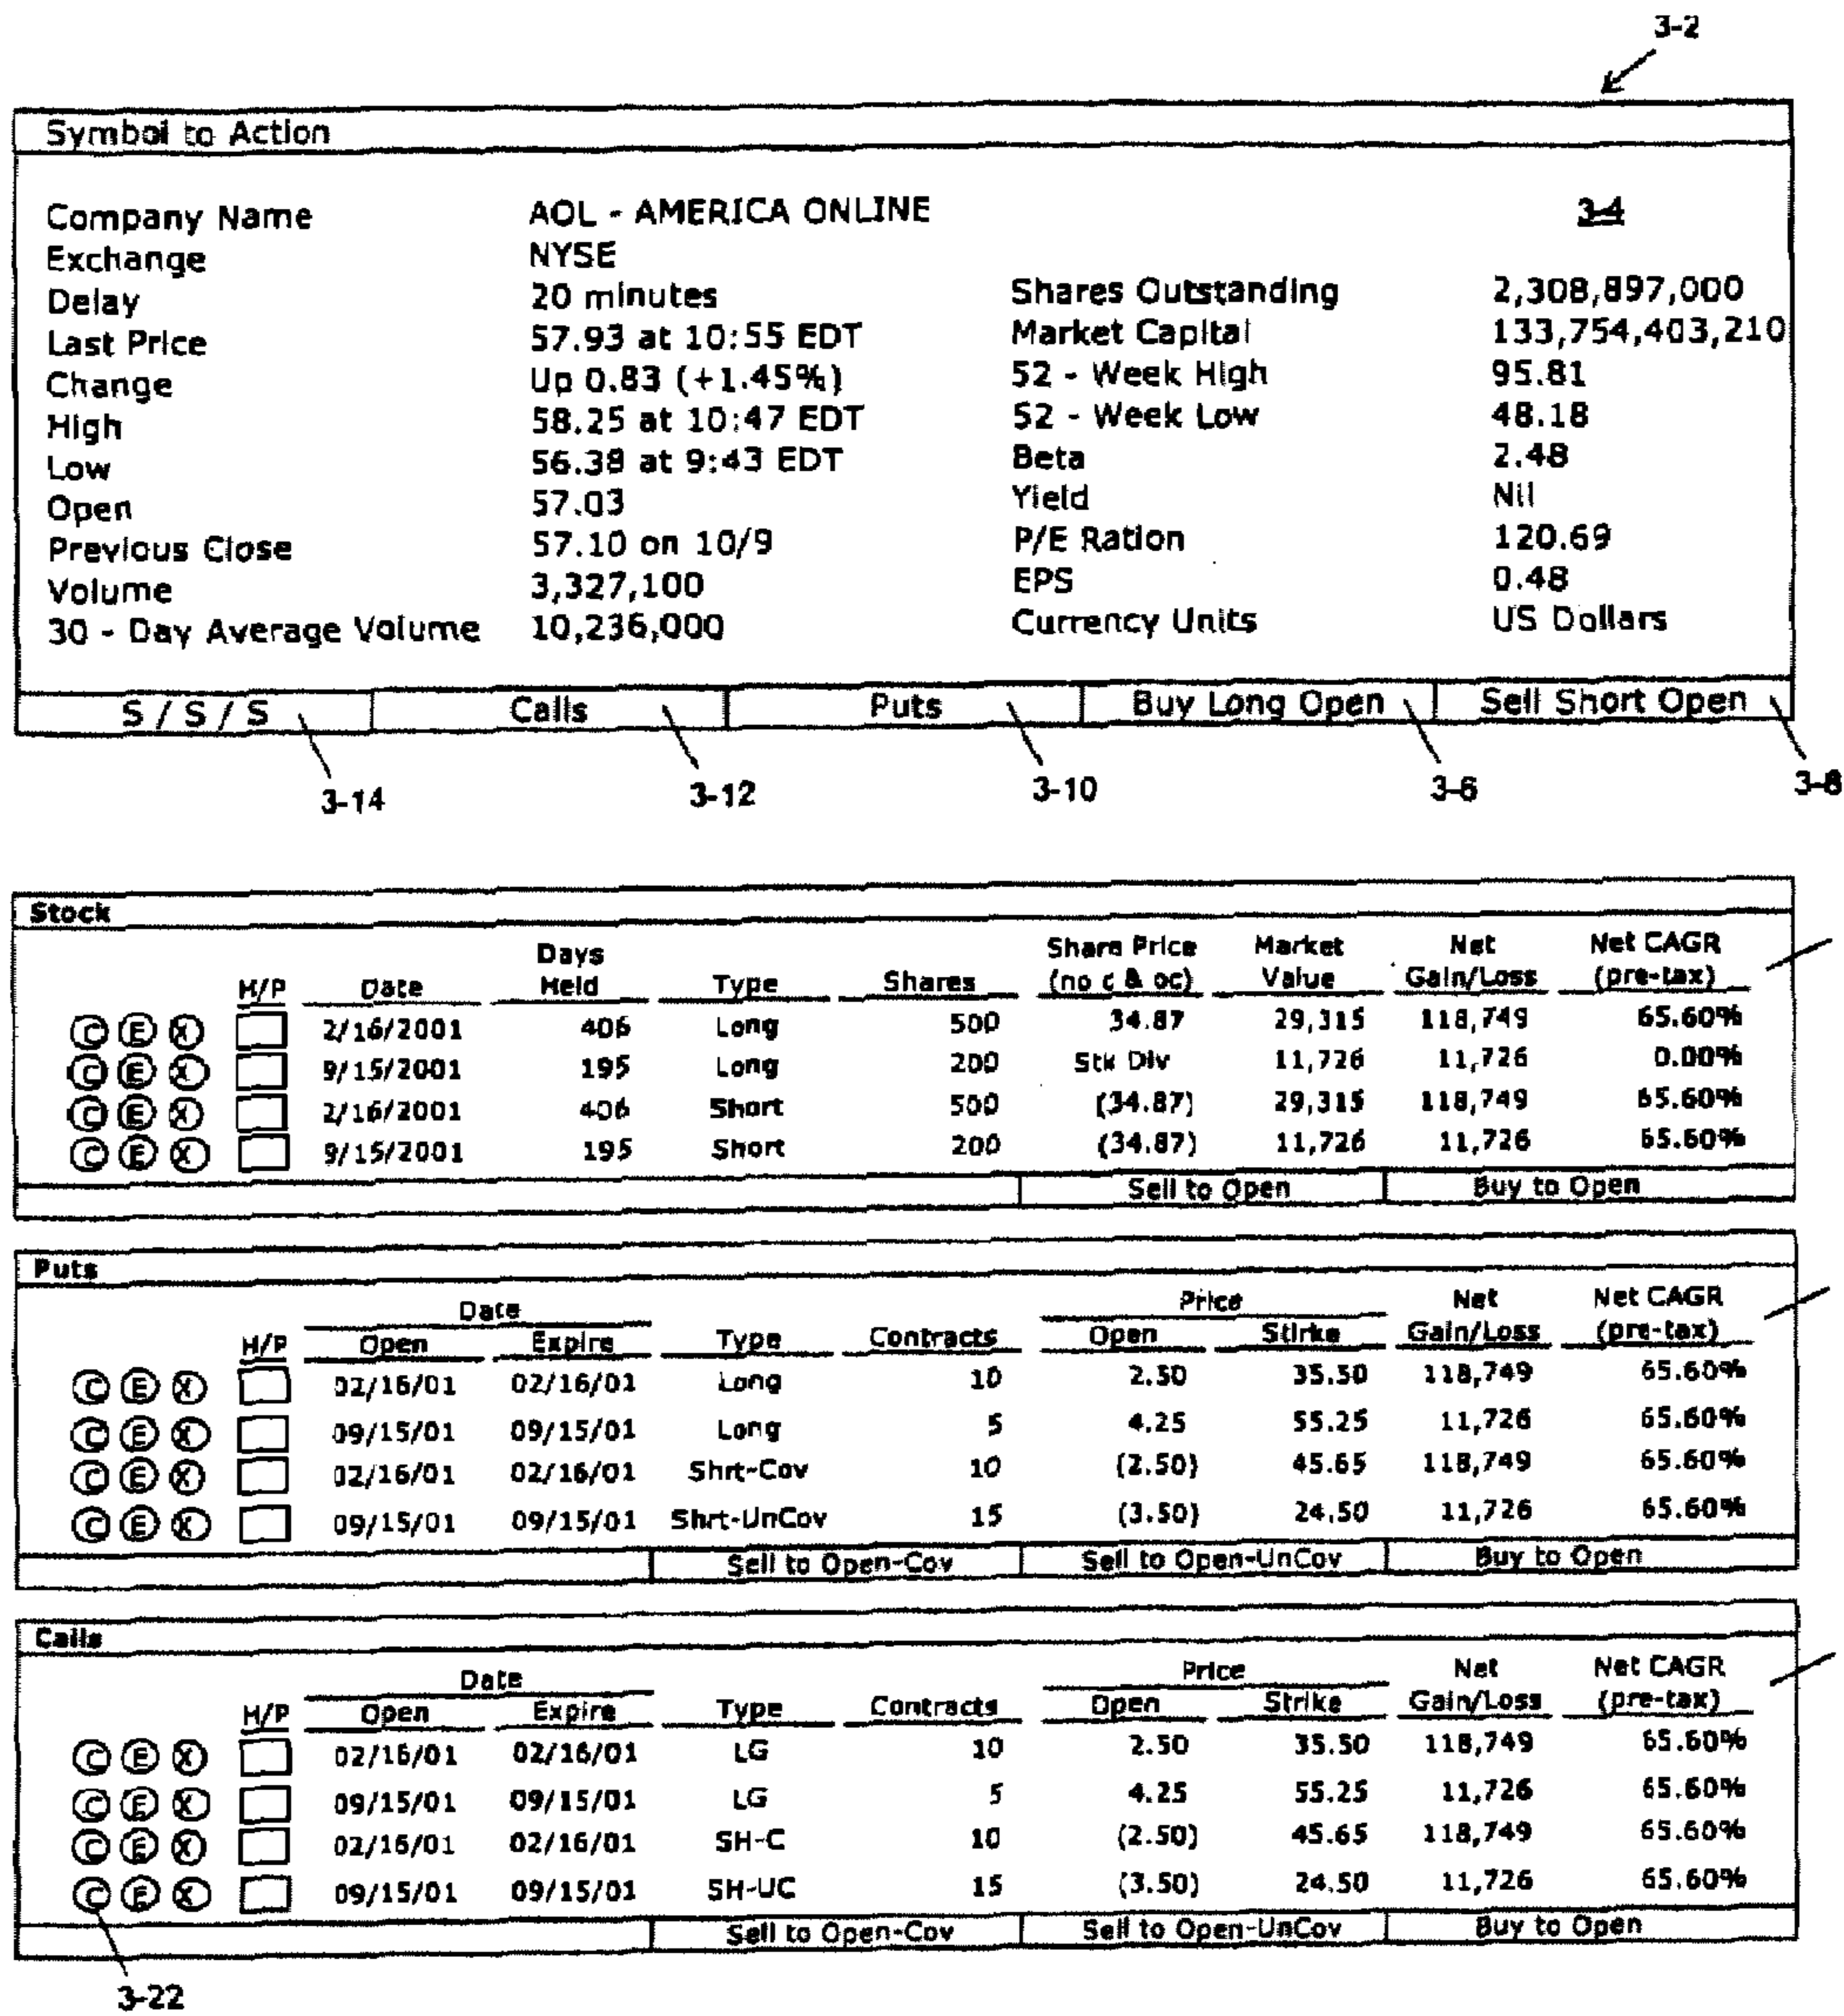 3-2
Symbol to Action
3-4
Company Name AOL - AMERICA ONLINE
Exchange NYSE
Delay 20 minutes Shares Outstanding 2,308,897,000
Last Price 57.93 at 10:55 EDT Market Capital 133,754,403,210
Change Up 0.83 (+1.45%) 52 - Week High 95.81
High 58.25 at 10:47 EDT 52 - Week Low 48.18
Low 56.38 at 9:43 EDT Beta 2.48
Open 57.03 Yield Nil
Previous Close 57.10 on 10/9 P/E Ration 120.69
Volume 3,327,100 EPS 0.48
30 - Day Average Volume 10,236,000 Currency Units US Dollars
S / S / S Calls Puts Buy Long Open Sell Short Open
3-14 3-12 3-10 3-6 3-8
Stock
Days Share Price Market Net Net CAGR
H/P Date Held Type Shares (no c & oc) Value Gain/Loss (pre-tax)
C E X 2/16/2001 406 Long 500 34.87 29,315 118,749 65.60%
C E X 9/15/2001 195 Long 200 Stk Div 11,726 11,726 0.00%
C E X 2/16/2001 406 Short 500 (34.87) 29,315 118,749 65.60%
C E X 9/15/2001 195 Short 200 (34.87) 11,726 11,726 65.60%
Sell to Open Buy to Open
Puts
Date Price Net Net CAGR
H/P Open Expire Type Contracts Open Stirke Gain/Loss (pre-tax)
C E X 02/16/01 02/16/01 Long 10 2.50 35.50 118,749 65.60%
C E X 09/15/01 09/15/01 Long 5 4.25 55.25 11,726 65.60%
C E X 02/16/01 02/16/01 Shrt-Cov 10 (2.50) 45.65 118,749 65.60%
C E X 09/15/01 09/15/01 Shrt-UnCov 15 (3.50) 24.50 11,726 65.60%
Sell to Open-Cov Sell to Open-UnCov Buy to Open
Calls
Date Price Net Net CAGR
H/P Open Expire Type Contracts Open Strike Gain/Loss (pre-tax)
C E X 02/16/01 02/16/01 LG 10 2.50 35.50 118,749 65.60%
C E X 09/15/01 09/15/01 LG 5 4.25 55.25 11,726 65.60%
C E X 02/16/01 02/16/01 SH-C 10 (2.50) 45.65 118,749 65.60%
C E X 09/15/01 09/15/01 SH-UC 15 (3.50) 24.50 11,726 65.60%
Sell to Open-Cov Sell to Open-UnCov Buy to Open
3-22